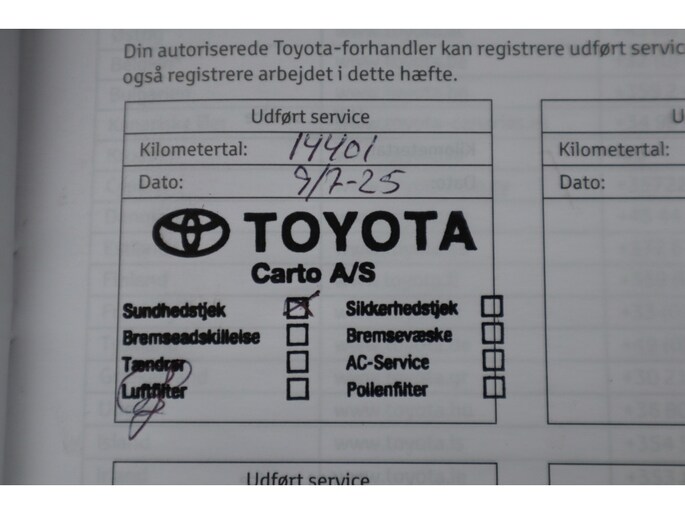 Din autoriserede Toyota-forhandler kan registrere udført servic
også registrere arbejdet i dette hæfte.
Udført service
Kilometertal: 14401
Dato: 9/7-25
TOYOTA
Carto A/S
Sundhedstjek Sikkerhedstjek
Bremseadskillelse Bremsevæske
Tændrør AC-Service
Luftfilter Pollenfilter
U
Kilometertal:
Dato:
Udført service